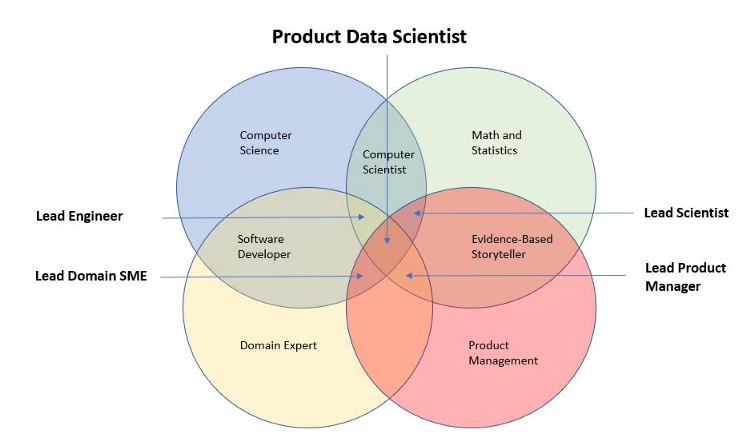 Product Data Scientist
Computer
Science
Math and
Statistics
Computer
Scientist
Lead Engineer
Lead Scientist
Software
Developer
Evidence-Based
Storyteller
Lead Domain SME
Lead Product
Manager
Domain Expert
Product
Management